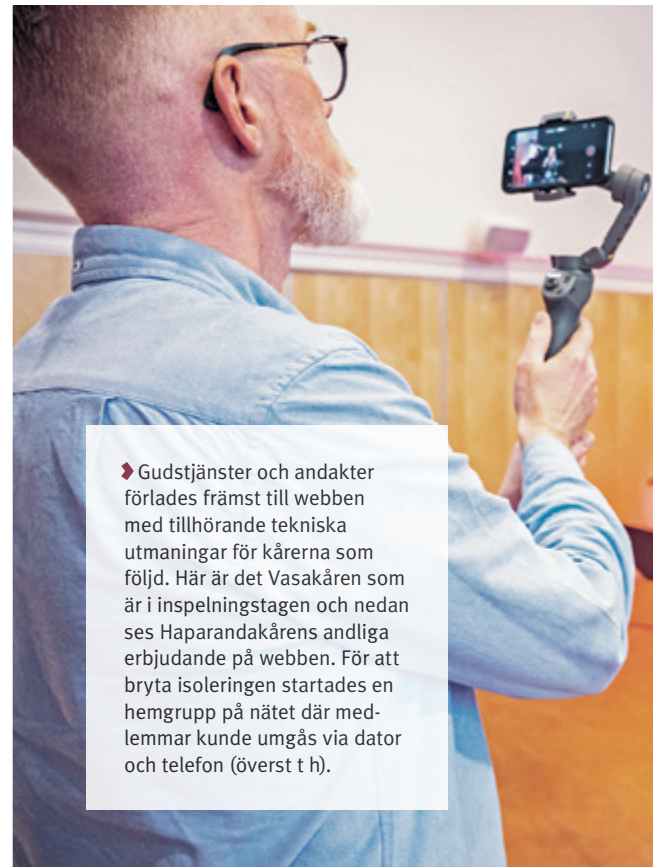 Gudstjänster och andakter
förlades främst till webben
med tillhörande tekniska
utmaningar för kårerna som
följd. Här är det Vasakåren som
är i inspelningstagen och nedan
ses Haparandakårens andliga
erbjudande på webben. För att
bryta isoleringen startades en
hemgrupp på nätet där med-
lemmar kunde umgås via dator
och telefon (överst t h).